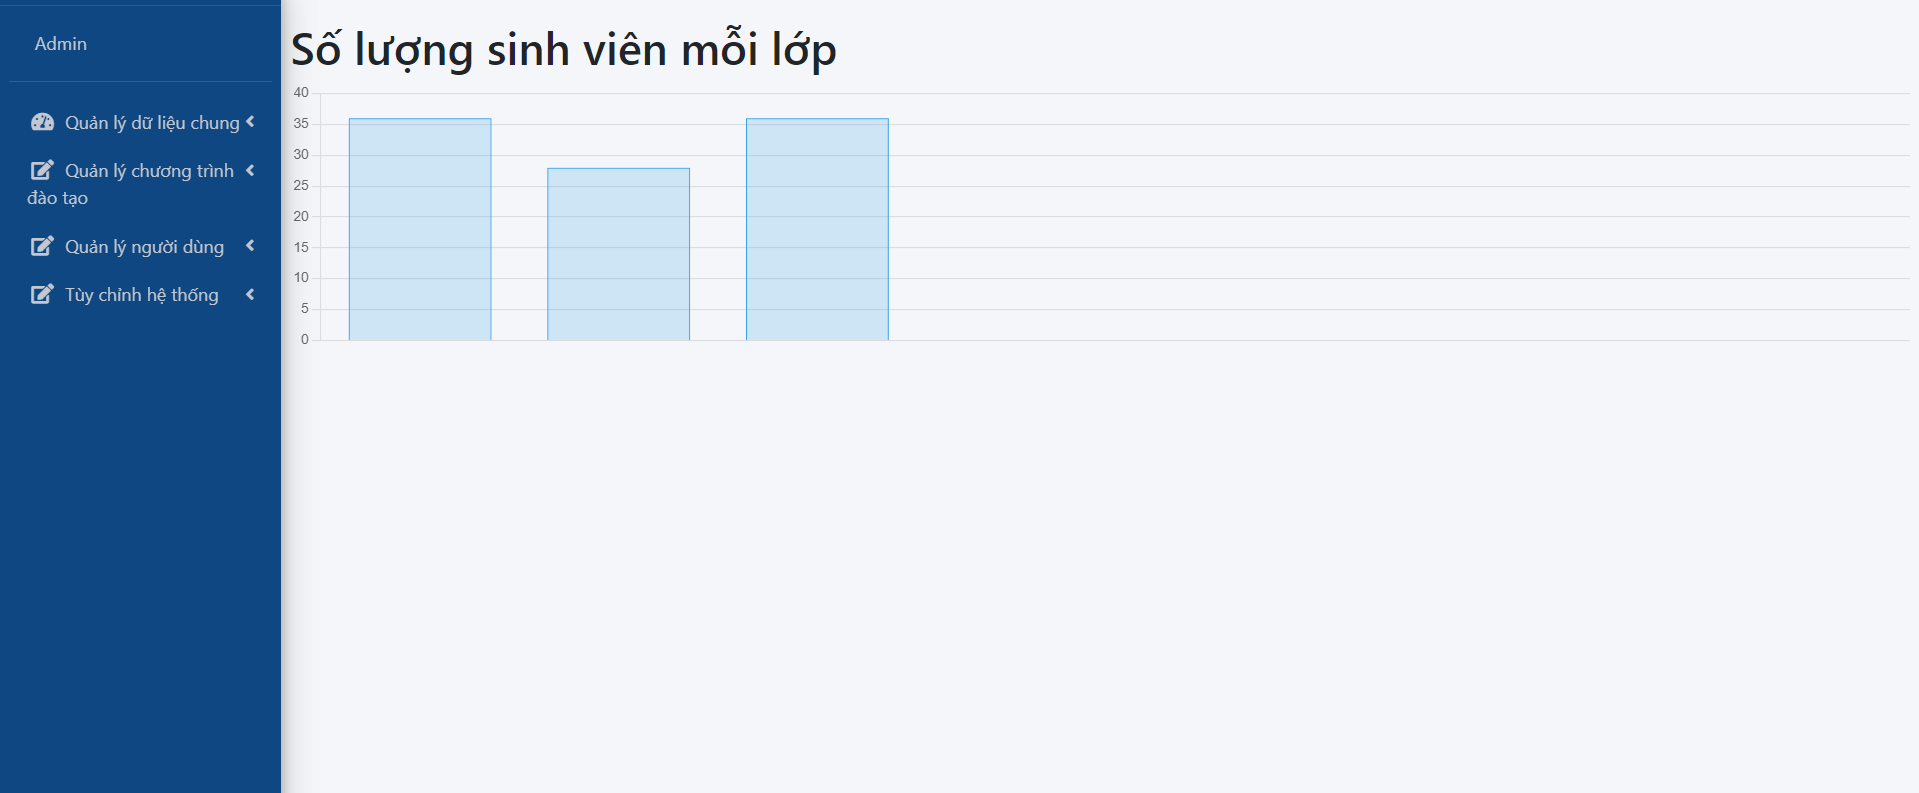 Admin
Quản lý dữ liệu chung
Quản lý chương trình
đào tạo
Quản lý người dùng
Tùy chỉnh hệ thống
Số lượng sinh viên mỗi lớp
40
35
30
25
20
15
10
5
0